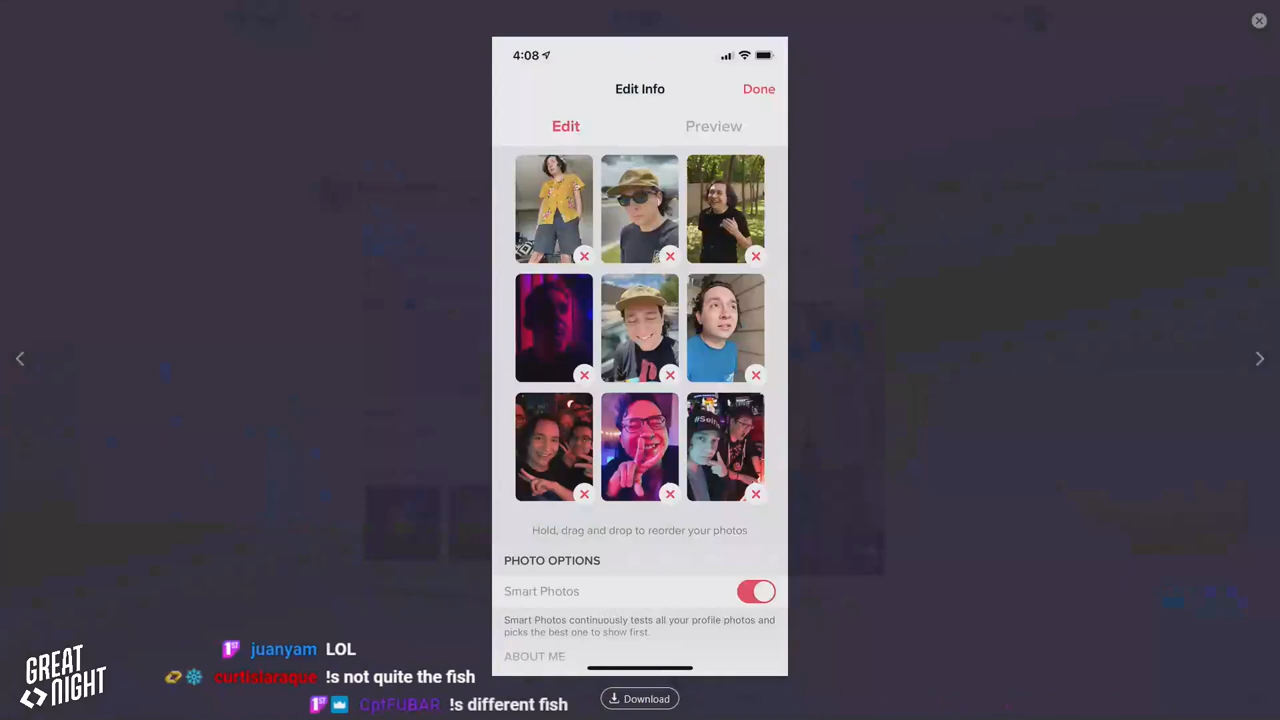 4:08
Edit Info
Done
Edit
Preview
#Selfi
Hold, drag and drop to reorder your photos
PHOTO OPTIONS
Smart Photos
Smart Photos continuously tests all your profile photos and
picks the best one to show first.
ABOUT ME
juanyam LOL
curtislaraque !s not quite the fish
CptFUBAR !s different fish
GREAT
NIGHT
Download